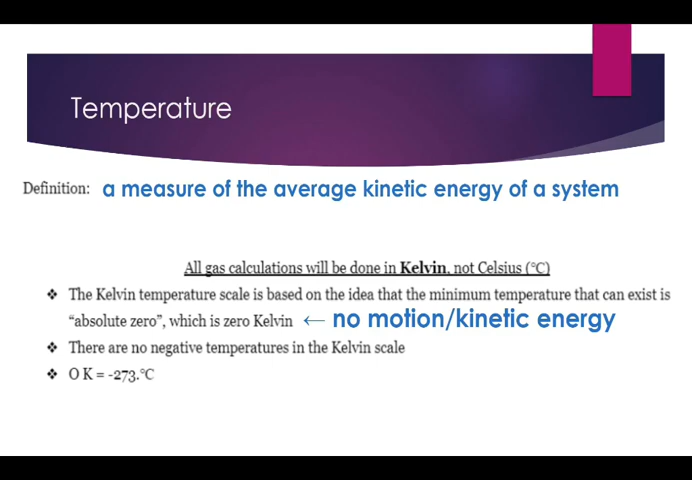 Temperature
Definition: a measure of the average kinetic energy of a system
All gas calculations will be done in Kelvin, not Celsius (°C)
❖ The Kelvin temperature scale is based on the idea that the minimum temperature that can exist is
“absolute zero”, which is zero Kelvin ← no motion/kinetic energy
❖ There are no negative temperatures in the Kelvin scale
❖ O K = -273.°C